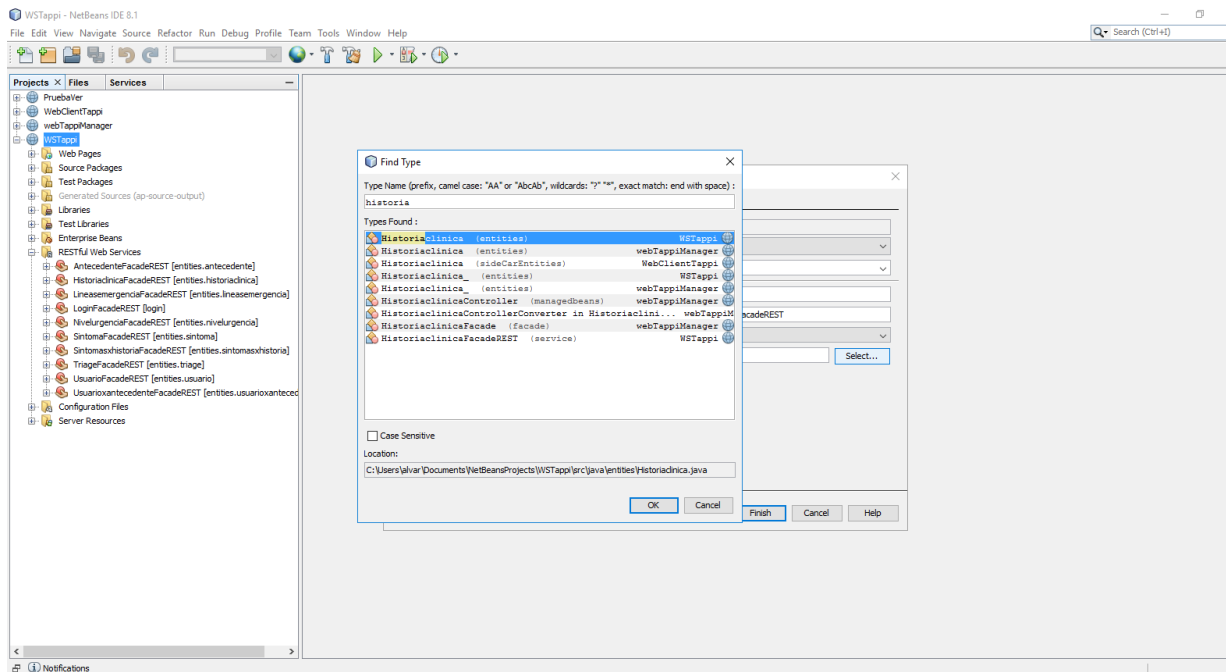 WSTappi - NetBeans IDE 8.1
File Edit View Navigate Source Refactor Run Debug Profile Team Tools Window Help
Search (Ctrl+I)
Projects Files Services
PruebaVer
WebClientTappi
webTappiManager
WSTappi
Web Pages
Source Packages
Test Packages
Generated Sources (ap-source-output)
Libraries
Test Libraries
Enterprise Beans
RESTful Web Services
AntecedenteFacadeREST [entities.antecedente]
HistoriaclinicaFacadeREST [entities.historiaclinica]
LineasemergenciaFacadeREST [entities.lineasemergencia]
LoginFacadeREST [login]
NivelurgenciaFacadeREST [entities.nivelurgencia]
SintomaFacadeREST [entities.sintoma]
SintomasxhistoriaFacadeREST [entities.sintomasxhistoria]
TriageFacadeREST [entities.triage]
UsuarioFacadeREST [entities.usuario]
UsuarioxantecedenteFacadeREST [entities.usuarioxanteced
Configuration Files
Server Resources
Find Type
Type Name (prefix, camel case: "AA" or "AbcAb", wildcards: "?" "*", exact match: end with space) :
historia
Types Found :
Historiaclinica (entities) WSTappi
Historiaclinica (entities) webTappiManager
Historiaclinica (sideCarEntities) WebClientTappi
Historiaclinica_ (entities) WSTappi
Historiaclinica_ (entities) webTappiManager
HistoriaclinicaController (managedbeans) webTappiManager
HistoriaclinicaControllerConverter in Historiaclini... webTappiM
HistoriaclinicaFacade (facade) webTappiManager
HistoriaclinicaFacadeREST (service) WSTappi
Case Sensitive
Location:
C:\Users\alvar\Documents\NetBeansProjects\WSTappi\src\java\entities\Historiaclinica.java
OK Cancel
acadeREST
Select...
Finish Cancel Help
Notifications